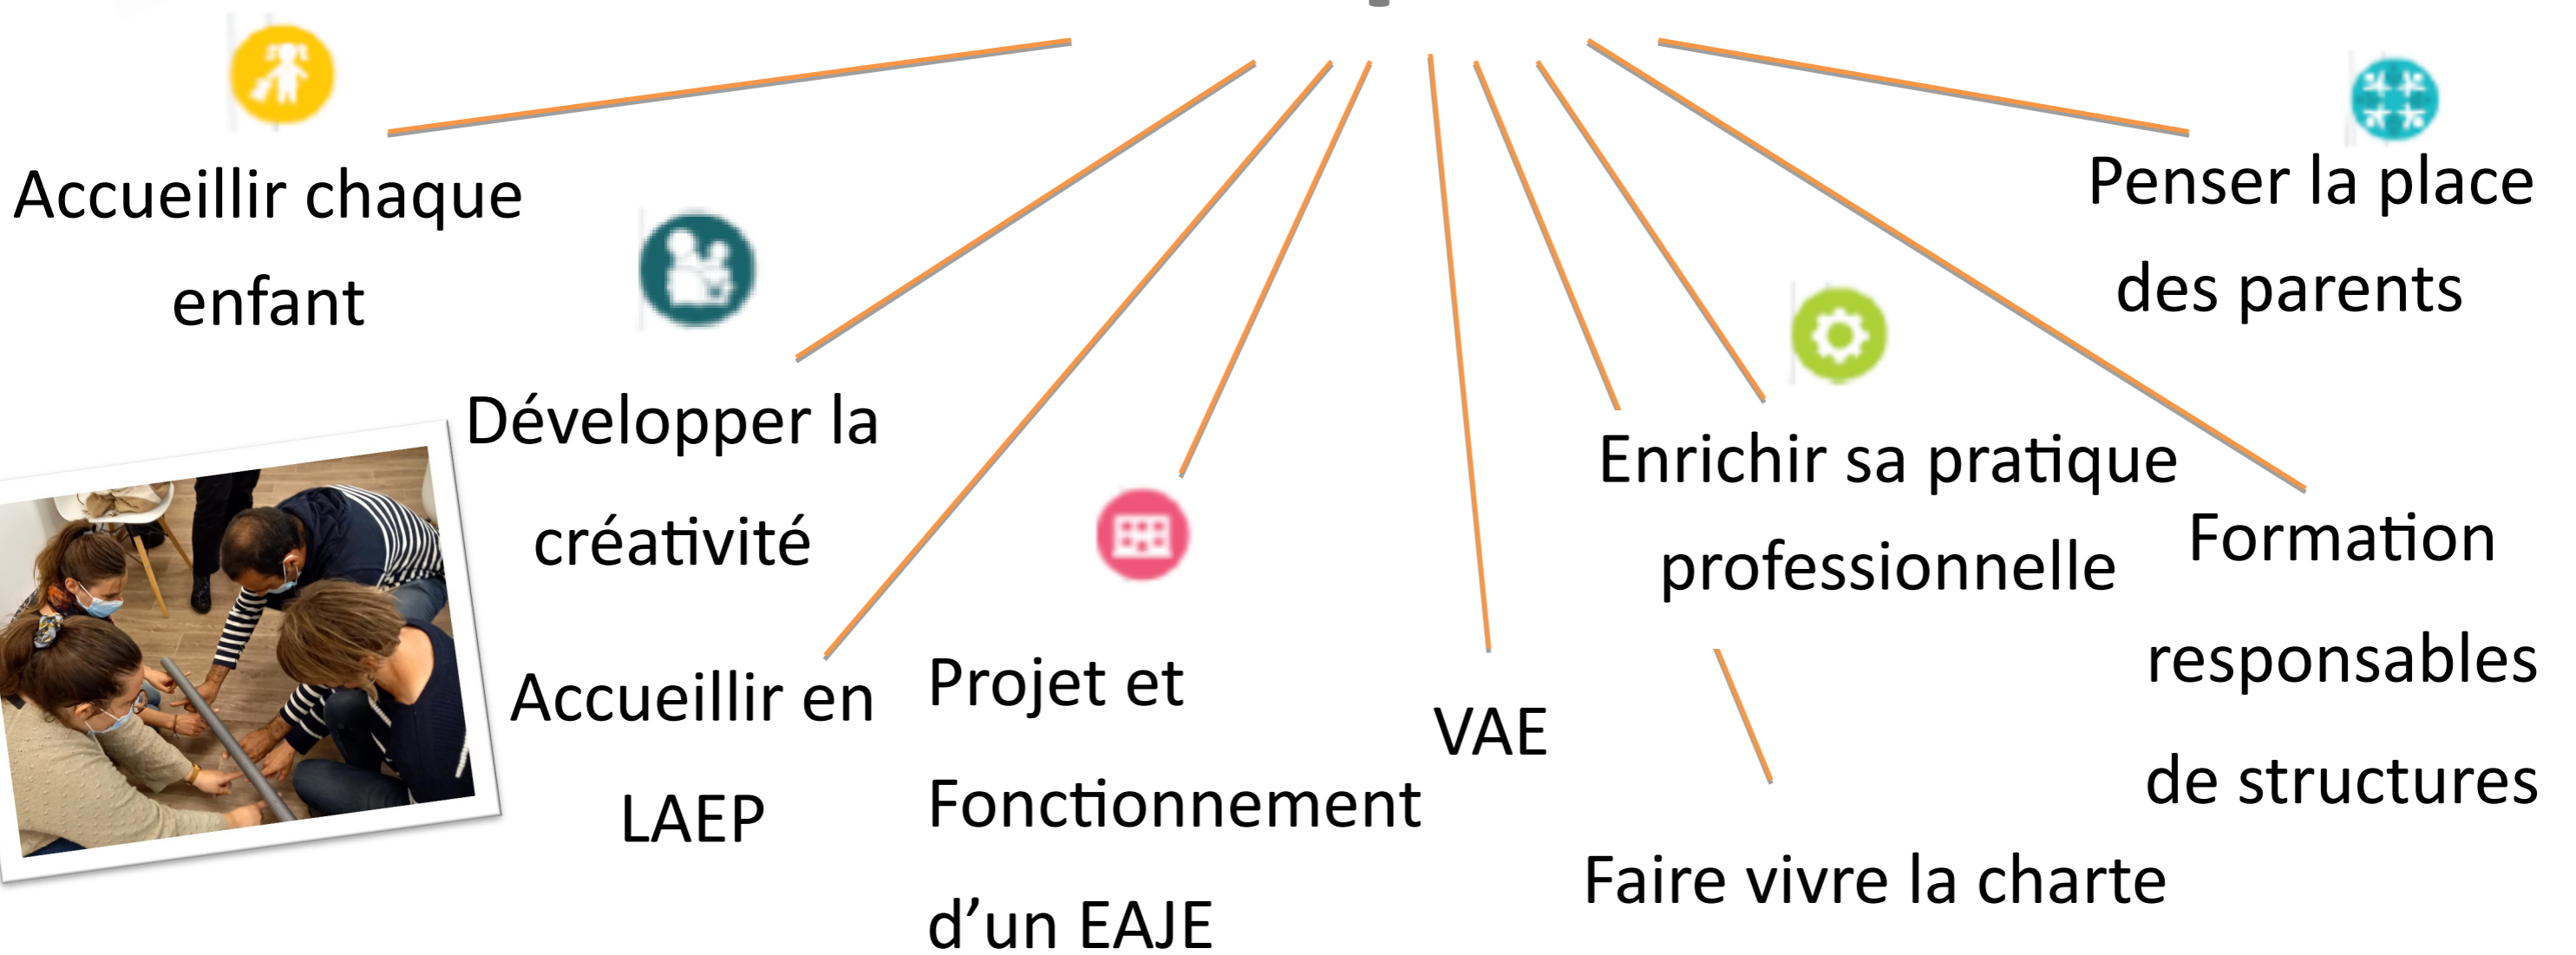 Accueillir chaque
enfant
Développer la
créativité
Accueillir en
LAEP
Projet et
Fonctionnement
d’un EAJE
VAE
Enrichir sa pratique
professionnelle
Faire vivre la charte
Formation
responsables
de structures
Penser la place
des parents